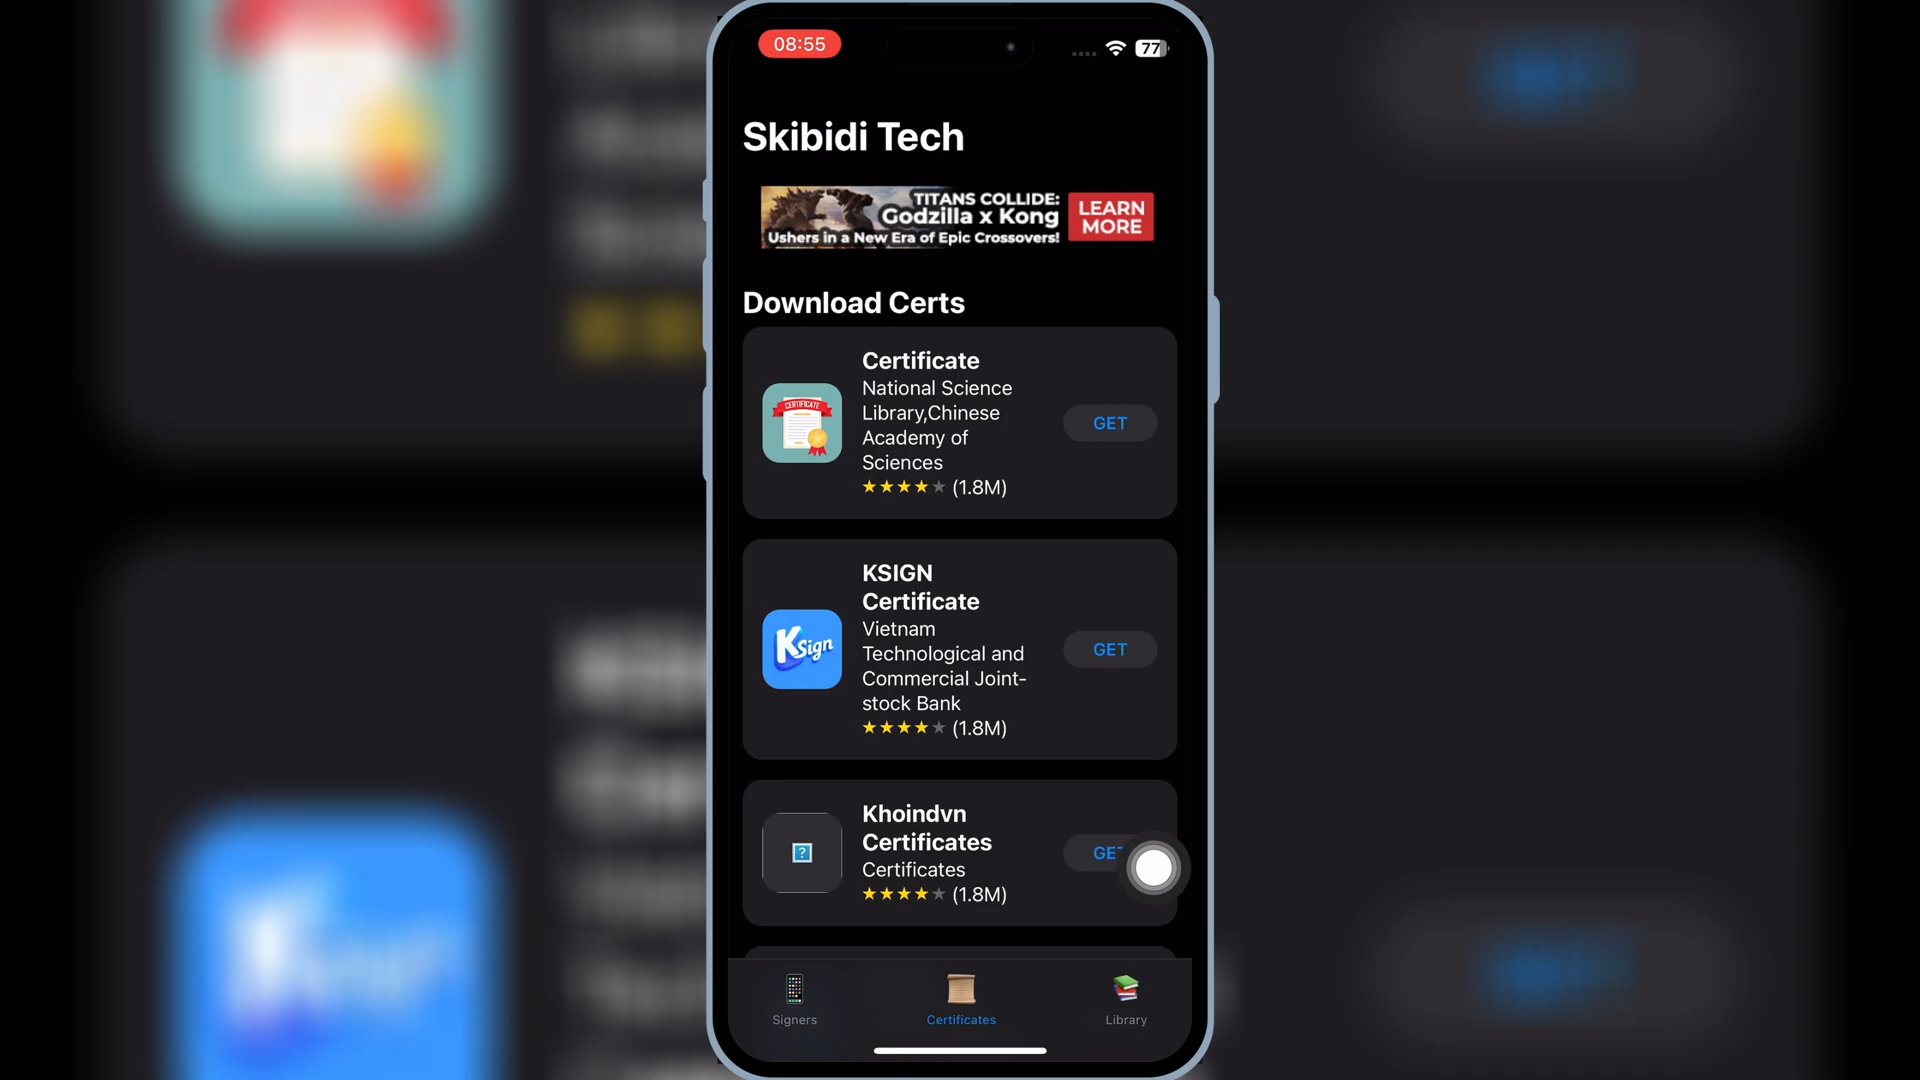 08:55
77
Skibidi Tech
TITANS COLLIDE:
Godzilla x Kong
Ushers in a New Era of Epic Crossovers!
LEARN
MORE
Download Certs
CERTIFICATE
Certificate
National Science
Library,Chinese
Academy of
Sciences
(1.8M)
GET
KSign
KSIGN
Certificate
Vietnam
Technological and
Commercial Joint-
stock Bank
(1.8M)
GET
?
Khoindvn
Certificates
Certificates
(1.8M)
GET
Signers
Certificates
Library